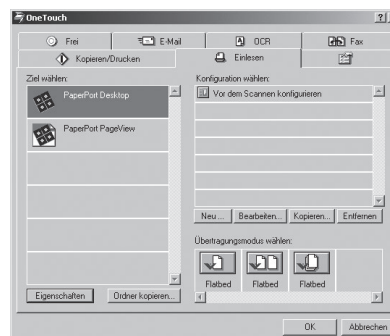 OneTouch
Frei E-Mail OCR Fax
Kopieren/Drucken Einlesen
Ziel wählen:
PaperPort Desktop
PaperPort PageView
Eigenschaften Ordner kopieren...
Konfiguration wählen:
Vor dem Scannen konfigurieren
Neu ... Bearbeiten... Kopieren... Entfernen
Übertragungsmodus wählen:
Flatbed Flatbed Flatbed
OK Abbrechen